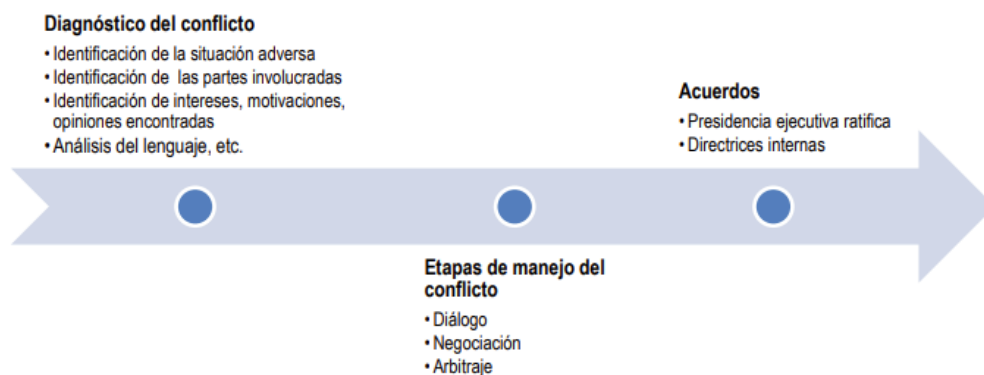 Diagnóstico del conflicto
• Identificación de la situación adversa
• Identificación de las partes involucradas
• Identificación de intereses, motivaciones,
opiniones encontradas
• Análisis del lenguaje, etc.
Etapas de manejo del
conflicto
• Diálogo
• Negociación
• Arbitraje
Acuerdos
• Presidencia ejecutiva ratifica
• Directrices internas